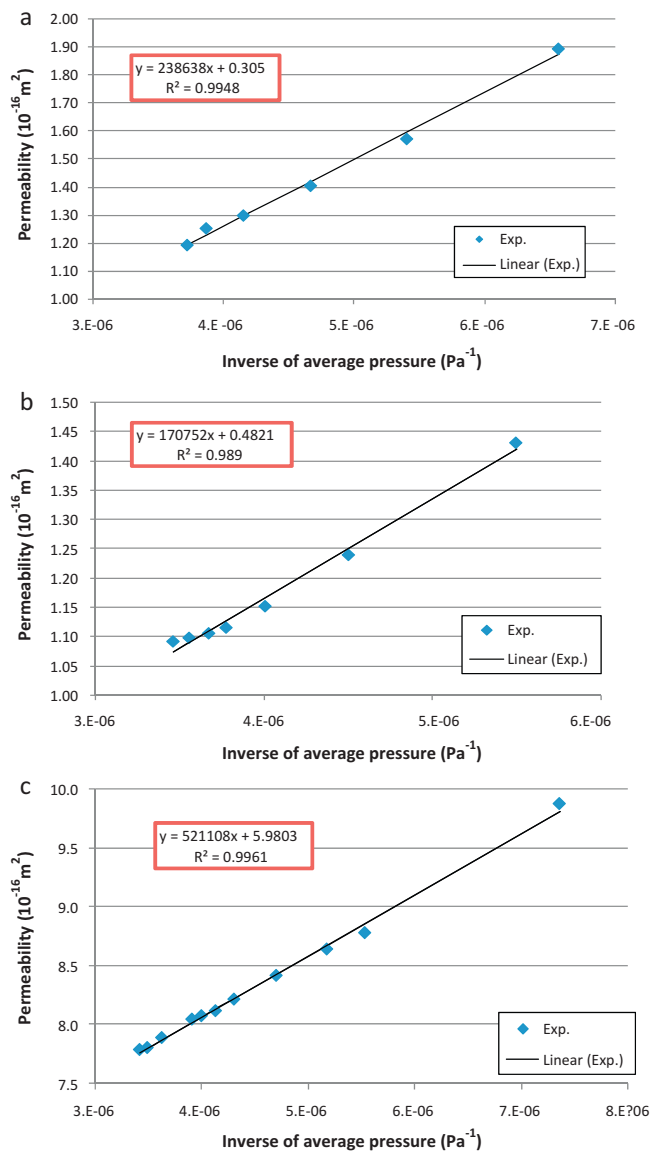 a
2.00
1.90
1.80
1.70
1.60
1.50
1.40
1.30
1.20
1.10
1.00
Permeability (10⁻¹⁶m²)
y = 238638x + 0.305
R² = 0.9948
Exp.
Linear (Exp.)
3.E-06 4.E-06 5.E-06 6.E-06 7.E-06
Inverse of average pressure (Pa⁻¹)
b
1.50
1.45
1.40
1.35
1.30
1.25
1.20
1.15
1.10
1.05
1.00
Permeability (10⁻¹⁶m²)
y = 170752x + 0.4821
R² = 0.989
Exp.
Linear (Exp.)
3.E-06 4.E-06 5.E-06 6.E-06
Inverse of average pressure (Pa⁻¹)
c
10.0
9.5
9.0
8.5
8.0
7.5
Permeability (10⁻¹⁶m²)
y = 521108x + 5.9803
R² = 0.9961
Exp.
Linear (Exp.)
3.E-06 4.E-06 5.E-06 6.E-06 7.E-06 8.E?06
Inverse of average pressure (Pa⁻¹)